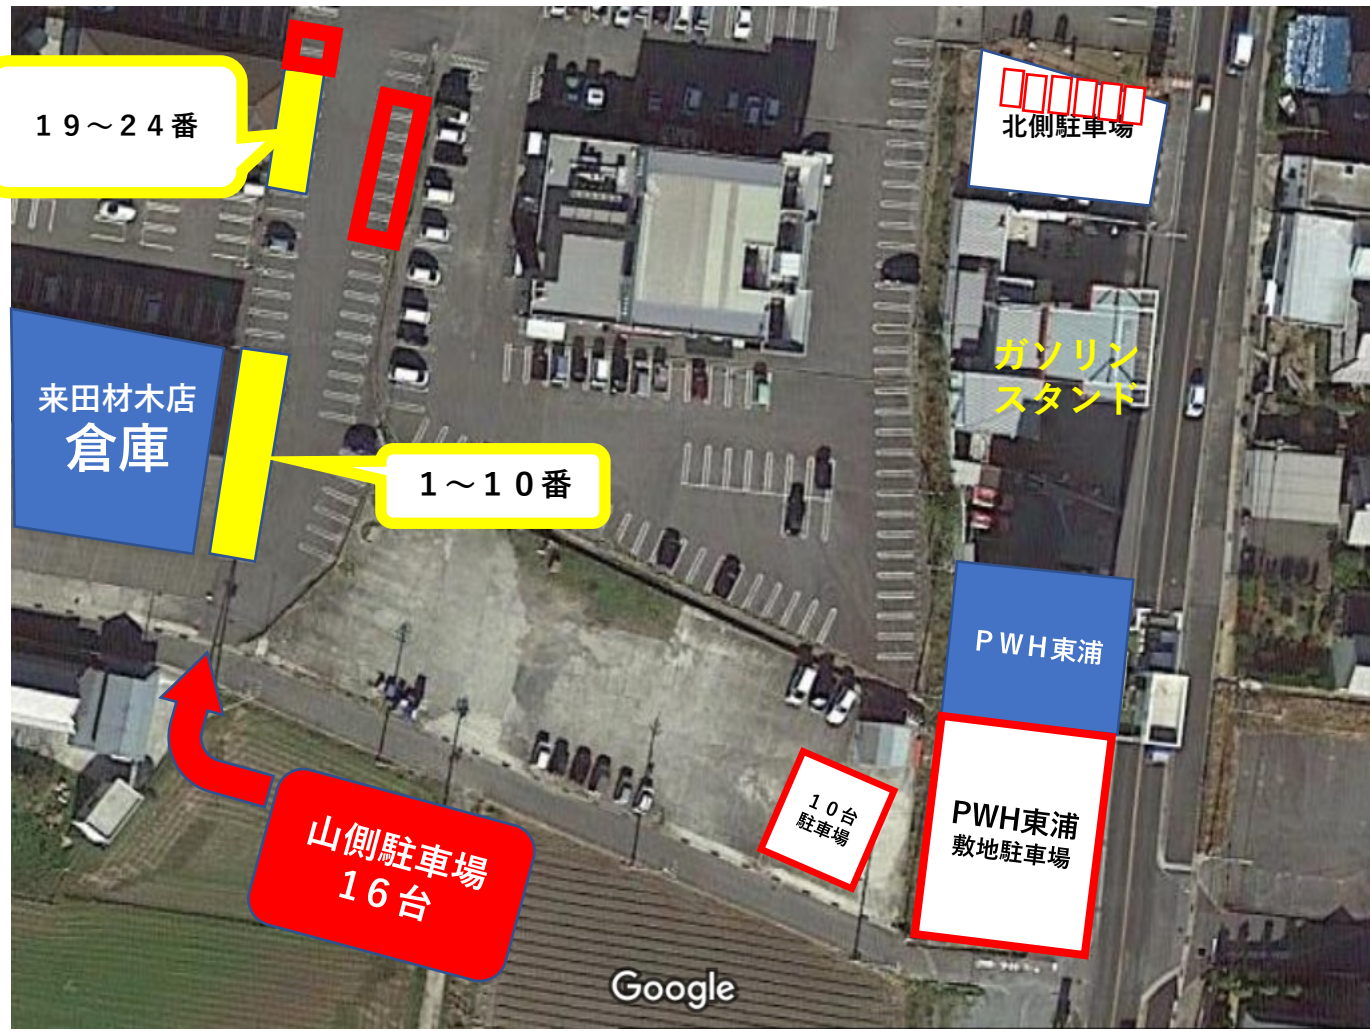 １９～２４番
北側駐車場
ガソリン
スタンド
来田材木店
倉庫
１～１０番
ＰＷＨ東浦
１０台
駐車場
PWH東浦
敷地駐車場
山側駐車場
１６台
Google